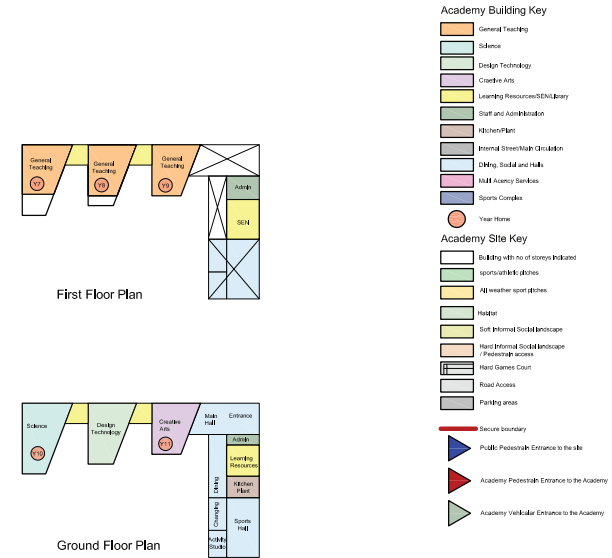 Academy Building Key
General Teaching
Science
Design Technology
Craetive Arts
Learning Resources/SEN/Library
Staff and Administration
Kitchen/Plant
Internal Street/Main Circulation
Dining, Social and Halls
Multi Acency Services
Sports Complex
Year Home
Academy Site Key
Building with no of storeys indicated
sports/athletic pitches
All weather sport pitches
Habitat
Soft Informal Social landscape
Hard Informal Social landscape
/ Pedestrain access
Hard Games Court
Road Access
Parking areas
Secure boundary
Public Pedestrain Entrance to the site
Academy Pedestrain Entrance to the Academy
Academy Vehicular Entrance to the Academy
General
Teaching
Y7
General
Teaching
Y8
General
Teaching
Y9
Admin
SEN
First Floor Plan
Science
Y10
Design
Technology
Creative
Arts
Y11
Main
Hall
Entrance
Admin
Learning
Resources
Kitchen
Plant
Dining
Changing
Activity
Studio
Sports
Hall
Ground Floor Plan